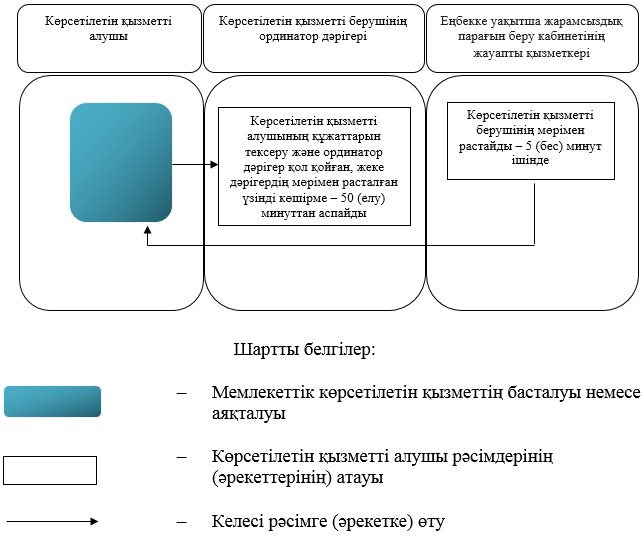 Көрсетілетін қызметті
алушы
Көрсетілетін қызметті берушінің
ординатор дәрігері
Еңбекке уақытша жарамсыздық
парағын беру кабинетінің
жауапты қызметкері
Көрсетілетін қызметті
алушының құжаттарын
тексеру және ординатор
дәрігер қол қойған, жеке
дәрігердің мөрімен расталған
үзінді көшірме – 50 (елу)
минуттан аспайды
Көрсетілетін қызметті
берушінің мөрімен
растайды – 5 (бес) минут
ішінде
Шартты белгілер:
– Мемлекеттік көрсетілетін қызметтің басталуы немесе
аяқталуы
– Көрсетілетін қызметті алушы рәсімдерінің
(әрекеттерінің) атауы
– Келесі рәсімге (әрекетке) өту